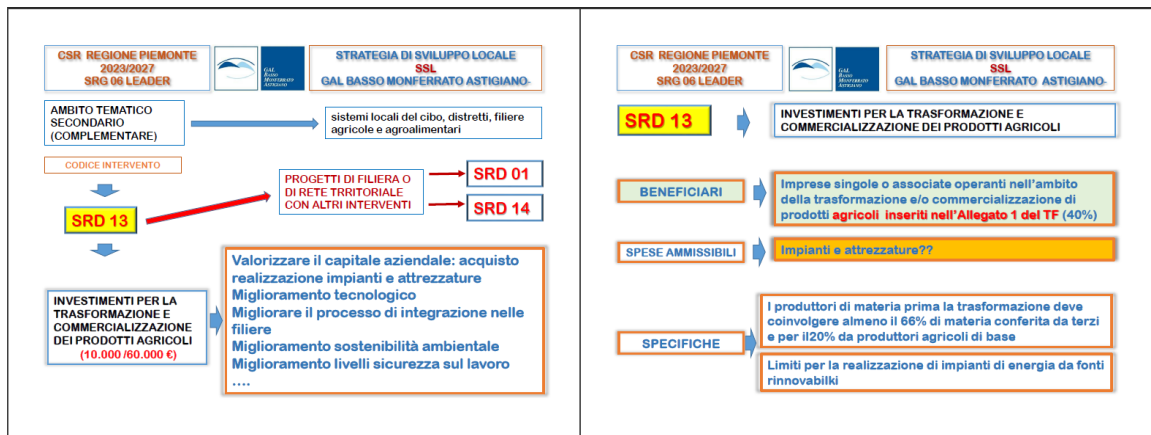 CSR REGIONE PIEMONTE
2023/2027
SRG 06 LEADER
GAL
BASSO
MONFERRATO
ASTIGIANO
STRATEGIA DI SVILUPPO LOCALE
SSL
GAL BASSO MONFERRATO ASTIGIANO-
AMBITO TEMATICO
SECONDARIO
(COMPLEMENTARE)
sistemi locali del cibo, distretti, filiere
agricole e agroalimentari
CODICE INTERVENTO
SRD 13
PROGETTI DI FILIERA O
DI RETE TRRITORIALE
CON ALTRI INTERVENTI
SRD 01
SRD 14
INVESTIMENTI PER LA
TRASFORMAZIONE E
COMMERCIALIZZAZIONE
DEI PRODOTTI AGRICOLI
(10.000 /60.000 €)
Valorizzare il capitale aziendale: acquisto
realizzazione impianti e attrezzature
Miglioramento tecnologico
Migliorare il processo di integrazione nelle
filiere
Miglioramento sostenibilità ambientale
Miglioramento livelli sicurezza sul lavoro
....
CSR REGIONE PIEMONTE
2023/2027
SRG 06 LEADER
GAL
BASSO
MONFERRATO
ASTIGIANO
STRATEGIA DI SVILUPPO LOCALE
SSL
GAL BASSO MONFERRATO ASTIGIANO-
SRD 13
INVESTIMENTI PER LA TRASFORMAZIONE E
COMMERCIALIZZAZIONE DEI PRODOTTI AGRICOLI
BENEFICIARI
Imprese singole o associate operanti nell'ambito
della trasformazione e/o commercializzazione di
prodotti agricoli inseriti nell'Allegato 1 del TF (40%)
SPESE AMMISSIBILI
Impianti e attrezzature??
SPECIFICHE
I produttori di materia prima la trasformazione deve
coinvolgere almeno il 66% di materia conferita da terzi
e per il20% da produttori agricoli di base
Limiti per la realizzazione di impianti di energia da fonti
rinnovabilki